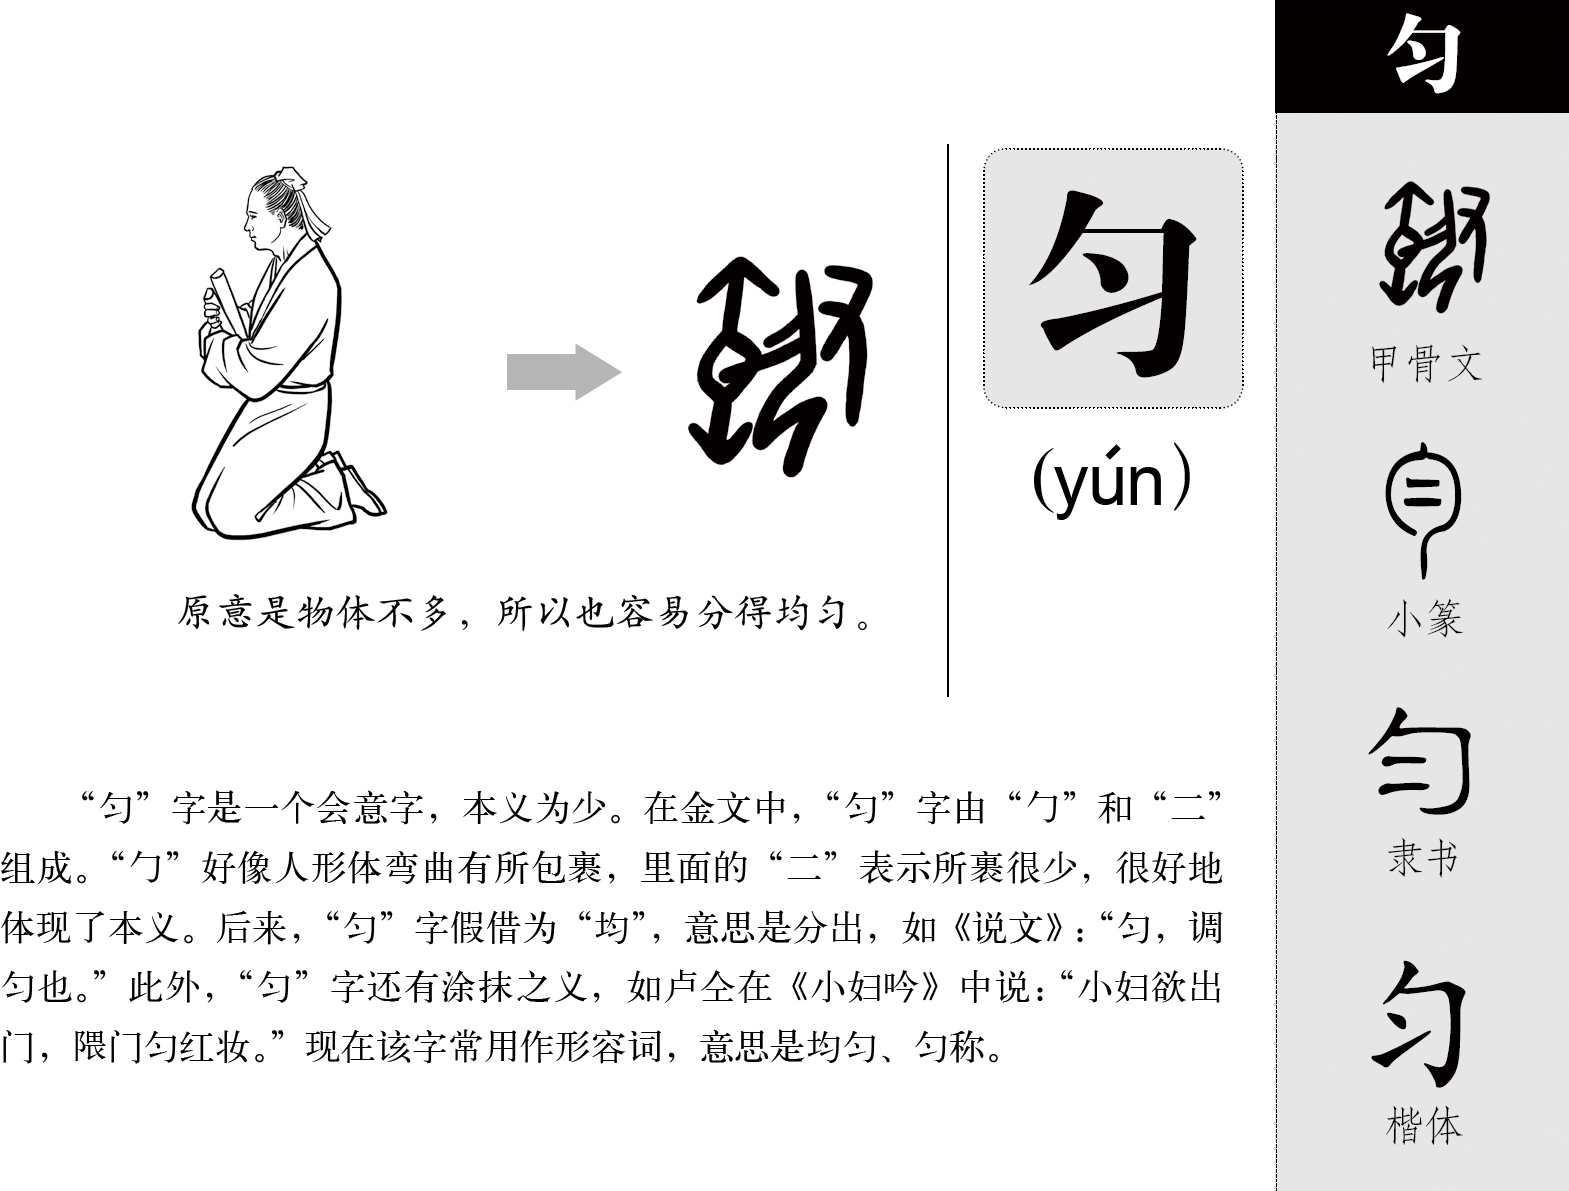 匀
匀
(yún)
原意是物体不多，所以也容易分得均匀。
“匀”字是一个会意字，本义为少。在金文中，“匀”字由“勹”和“二”
组成。“勹”好像人形体弯曲有所包裹，里面的“二”表示所裹很少，很好地
体现了本义。后来，“匀”字假借为“均”，意思是分出，如《说文》：“匀，调
匀也。”此外，“匀”字还有涂抹之义，如卢仝在《小妇吟》中说：“小妇欲出
门，隈门匀红妆。”现在该字常用作形容词，意思是均匀、匀称。
甲骨文
匀
小篆
匀
隶书
匀
楷体